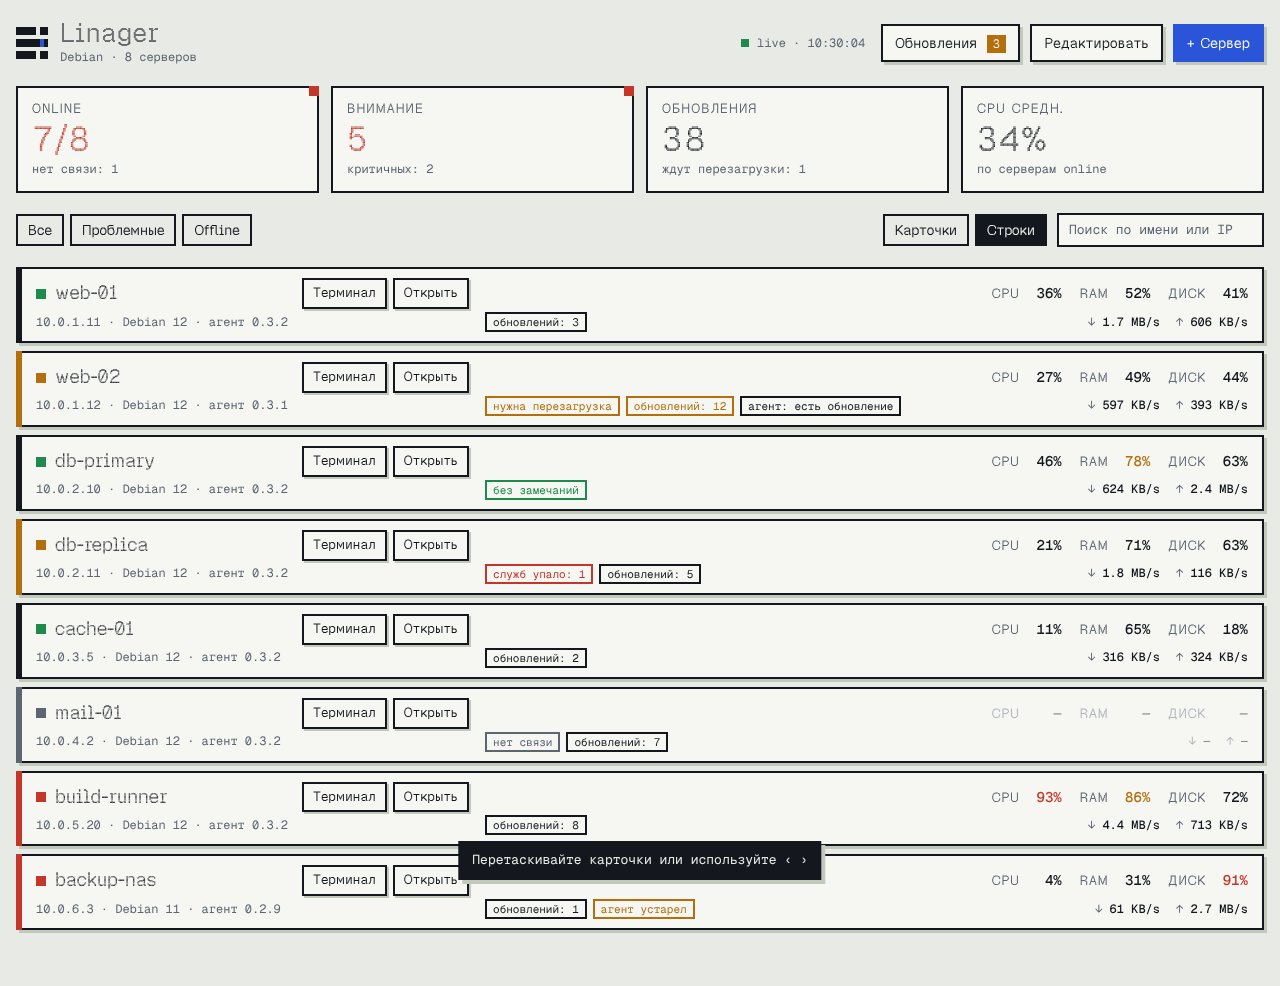 Linager
Debian · 8 серверов
live · 10:30:04
Обновления 3
Редактировать
+ Сервер
ONLINE
7/8
нет связи: 1
ВНИМАНИЕ
5
критичных: 2
ОБНОВЛЕНИЯ
38
ждут перезагрузки: 1
CPU СРЕДН.
34%
по серверам online
Все
Проблемные
Offline
Карточки
Строки
Поиск по имени или IP
web-01 Терминал Открыть CPU 36% RAM 52% ДИСК 41%
10.0.1.11 · Debian 12 · агент 0.3.2 обновлений: 3 ↓ 1.7 MB/s ↑ 606 KB/s
web-02 Терминал Открыть CPU 27% RAM 49% ДИСК 44%
10.0.1.12 · Debian 12 · агент 0.3.1 нужна перезагрузка обновлений: 12 агент: есть обновление ↓ 597 KB/s ↑ 393 KB/s
db-primary Терминал Открыть CPU 46% RAM 78% ДИСК 63%
10.0.2.10 · Debian 12 · агент 0.3.2 без замечаний ↓ 624 KB/s ↑ 2.4 MB/s
db-replica Терминал Открыть CPU 21% RAM 71% ДИСК 63%
10.0.2.11 · Debian 12 · агент 0.3.2 служб упало: 1 обновлений: 5 ↓ 1.8 MB/s ↑ 116 KB/s
cache-01 Терминал Открыть CPU 11% RAM 65% ДИСК 18%
10.0.3.5 · Debian 12 · агент 0.3.2 обновлений: 2 ↓ 316 KB/s ↑ 324 KB/s
mail-01 Терминал Открыть CPU — RAM — ДИСК —
10.0.4.2 · Debian 12 · агент 0.3.2 нет связи обновлений: 7 ↓ — ↑ —
build-runner Терминал Открыть CPU 93% RAM 86% ДИСК 72%
10.0.5.20 · Debian 12 · агент 0.3.2 обновлений: 8 ↓ 4.4 MB/s ↑ 713 KB/s
Перетаскивайте карточки или используйте ‹ ›
backup-nas Терминал Открыть CPU 4% RAM 31% ДИСК 91%
10.0.6.3 · Debian 11 · агент 0.2.9 обновлений: 1 агент устарел ↓ 61 KB/s ↑ 2.7 MB/s